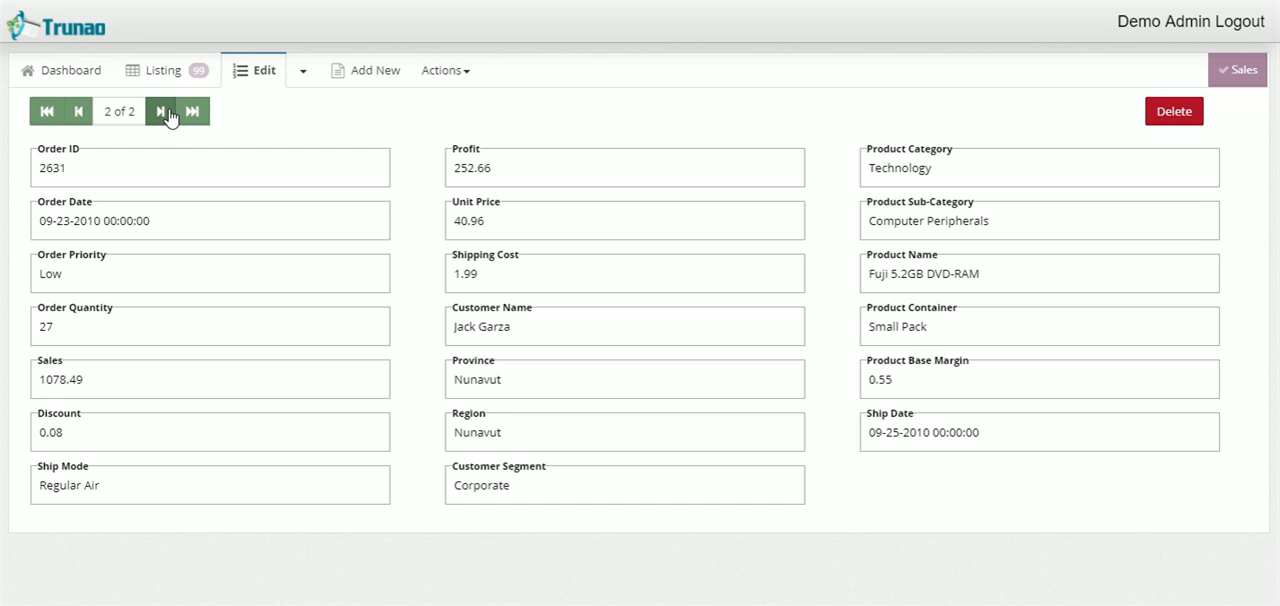 Trunao
Demo Admin Logout
Dashboard
Listing 99
Edit
Add New
Actions
Sales
2 of 2
Delete
Order ID
2631
Order Date
09-23-2010 00:00:00
Order Priority
Low
Order Quantity
27
Sales
1078.49
Discount
0.08
Ship Mode
Regular Air
Profit
252.66
Unit Price
40.96
Shipping Cost
1.99
Customer Name
Jack Garza
Province
Nunavut
Region
Nunavut
Customer Segment
Corporate
Product Category
Technology
Product Sub-Category
Computer Peripherals
Product Name
Fuji 5.2GB DVD-RAM
Product Container
Small Pack
Product Base Margin
0.55
Ship Date
09-25-2010 00:00:00